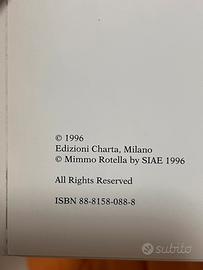 © 1996
Edizioni Charta, Milano
© Mimmo Rotella by SIAE 1996
All Rights Reserved
ISBN 88-8158-088-8
subito